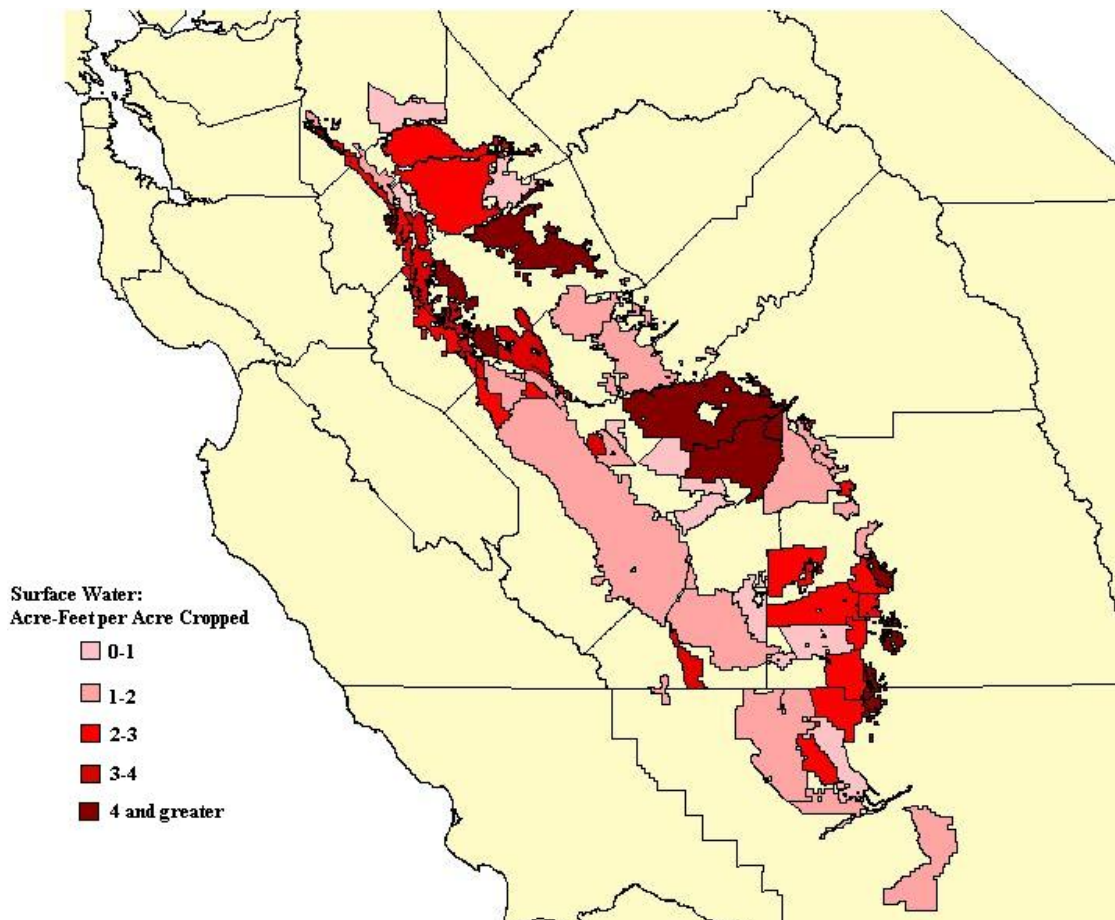 Surface Water:
Acre-Feet per Acre Cropped
0-1
1-2
2-3
3-4
4 and greater